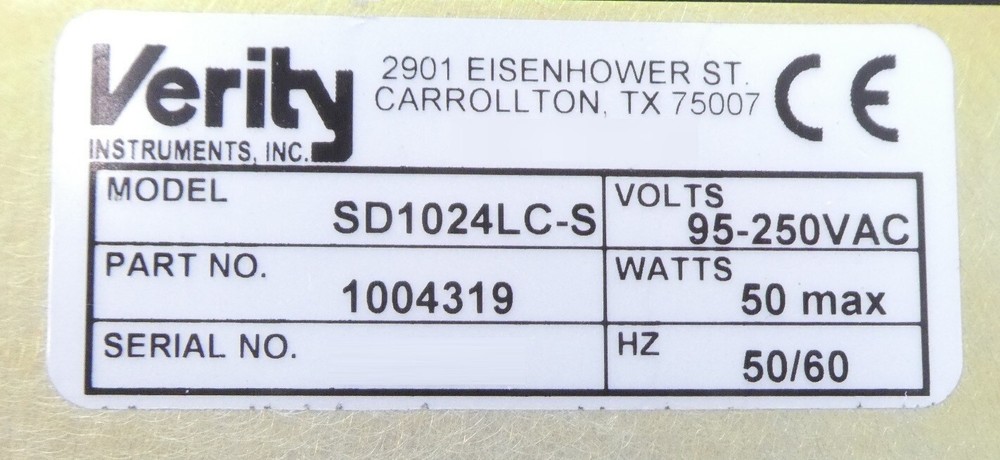 Verity
INSTRUMENTS, INC.
2901 EISENHOWER ST.
CARROLLTON, TX 75007
CE
MODEL
SD1024LC-S
VOLTS
95-250VAC
PART NO.
1004319
WATTS
50 max
SERIAL NO.
HZ
50/60